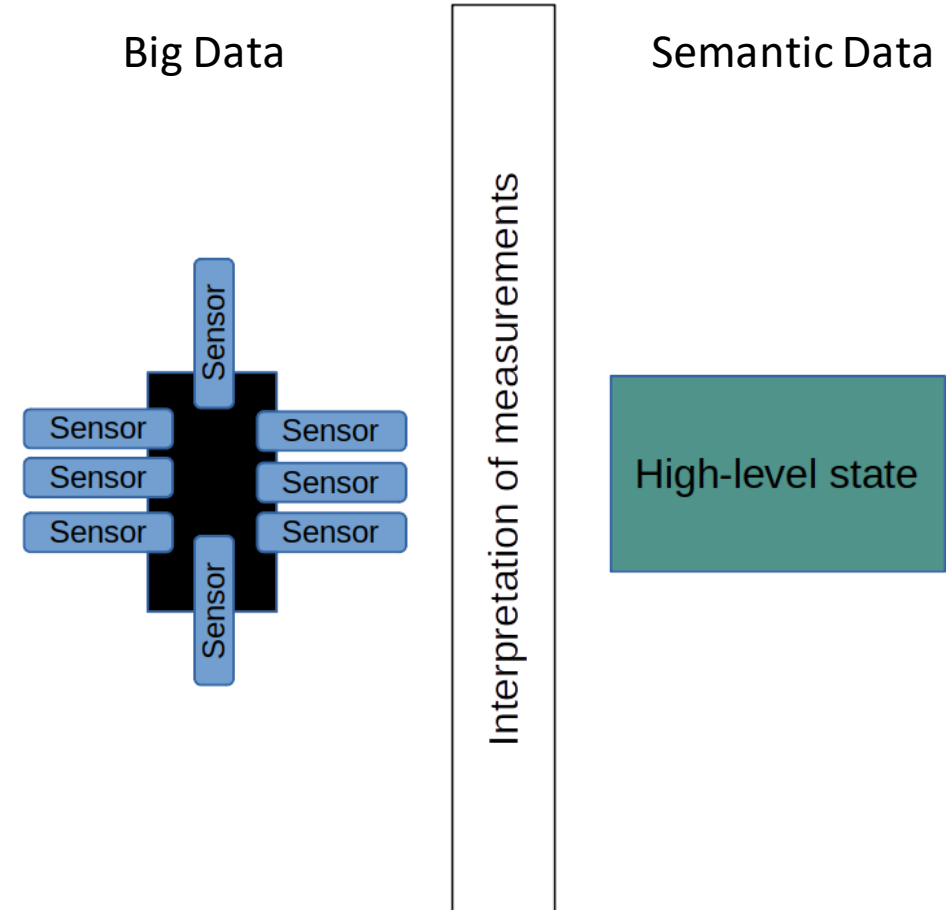 Big Data
Semantic Data
Interpretation of measurements
Sensor
Sensor
Sensor
Sensor
Sensor
Sensor
Sensor
Sensor
High-level state